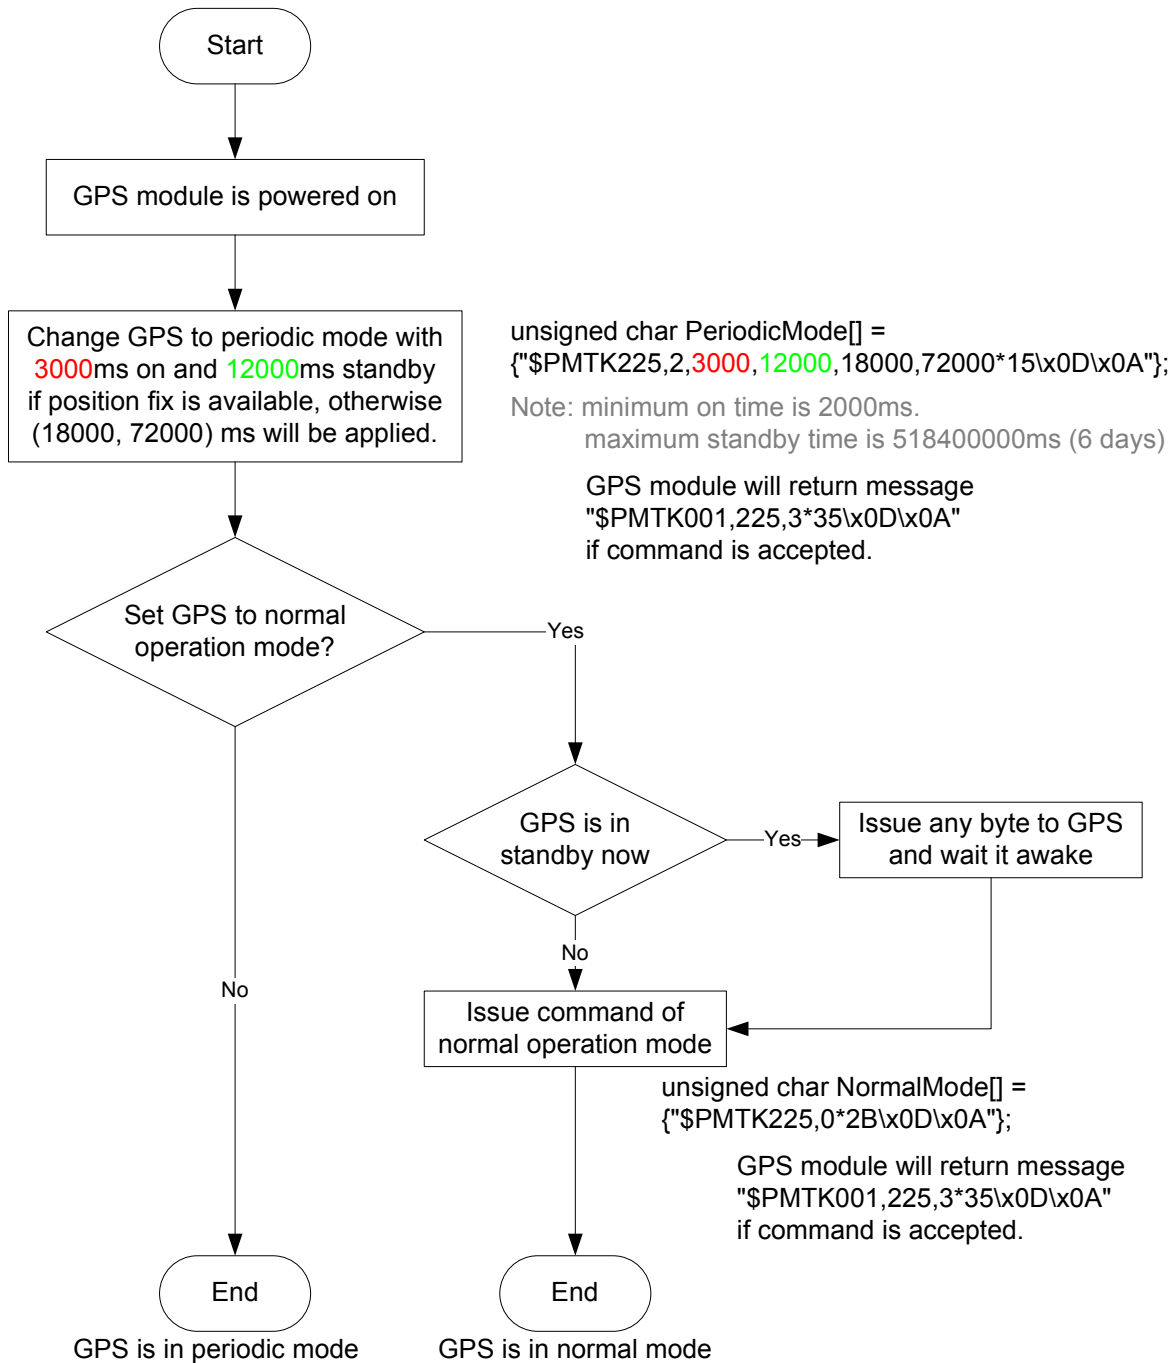 Start
GPS module is powered on
Change GPS to periodic mode with
3000ms on and 12000ms standby
if position fix is available, otherwise
(18000, 72000) ms will be applied.
unsigned char PeriodicMode[] =
{"$PMTK225,2,3000,12000,18000,72000*15\x0D\x0A"};
Note: minimum on time is 2000ms.
maximum standby time is 518400000ms (6 days)
GPS module will return message
"$PMTK001,225,3*35\x0D\x0A"
if command is accepted.
Set GPS to normal
operation mode?
Yes
GPS is in
standby now
Yes
Issue any byte to GPS
and wait it awake
No
No
Issue command of
normal operation mode
unsigned char NormalMode[] =
{"$PMTK225,0*2B\x0D\x0A"};
GPS module will return message
"$PMTK001,225,3*35\x0D\x0A"
if command is accepted.
End
GPS is in periodic mode
End
GPS is in normal mode